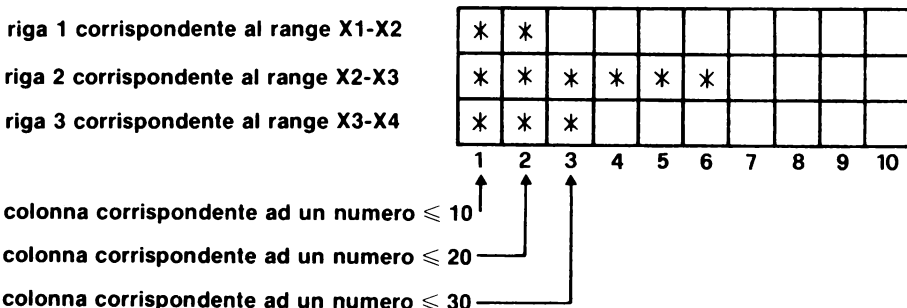 riga 1 corrispondente al range X1-X2 * *
riga 2 corrispondente al range X2-X3 * * * * * *
riga 3 corrispondente al range X3-X4 * * *
1 2 3 4 5 6 7 8 9 10
colonna corrispondente ad un numero ⩽ 10
colonna corrispondente ad un numero ⩽ 20
colonna corrispondente ad un numero ⩽ 30